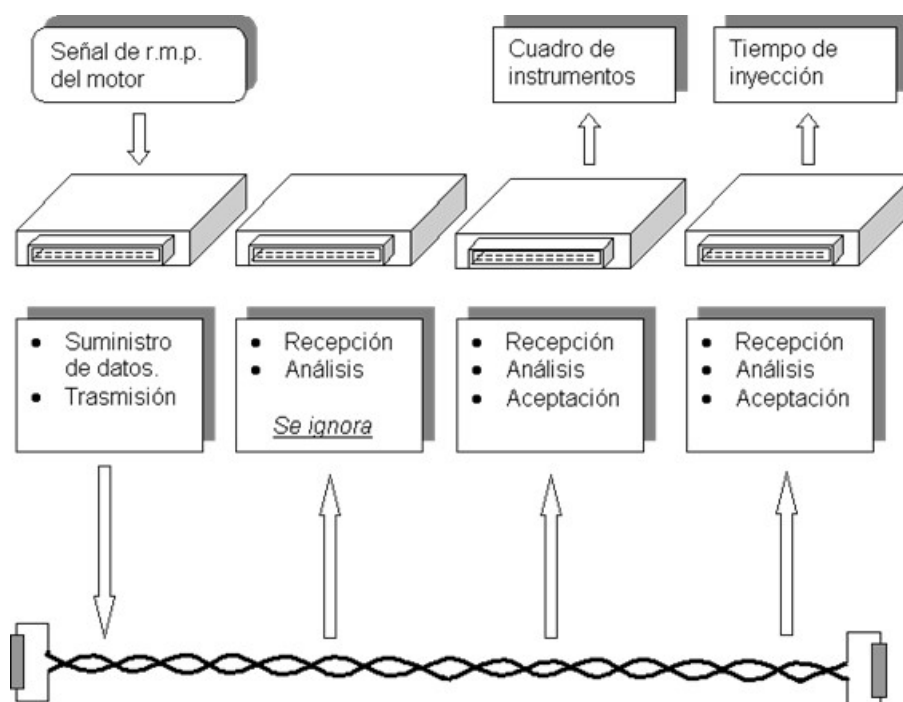 Señal de r.m.p.
del motor
Cuadro de
instrumentos
Tiempo de
inyección
• Suministro
de datos.
• Trasmisión
• Recepción
• Análisis
Se ignora
• Recepción
• Análisis
• Aceptación
• Recepción
• Análisis
• Aceptación